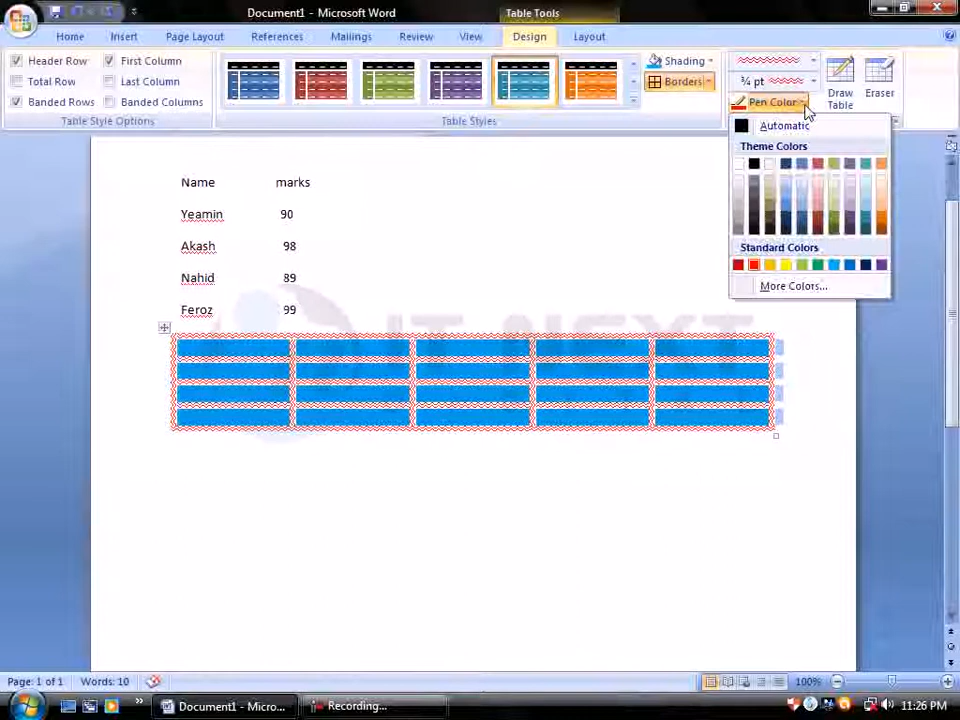 Document1 - Microsoft Word
Table Tools
Home Insert Page Layout References Mailings Review View Design Layout
Header Row First Column
Total Row Last Column
Banded Rows Banded Columns
Table Style Options
Table Styles
Shading
Borders
¼ pt
Pen Color
Draw Table
Eraser
Automatic
Theme Colors
Standard Colors
More Colors...
Name marks
Yeamin 90
Akash 98
Nahid 89
Feroz 99
IT NEXT
Page: 1 of 1 Words: 10
100%
Document1 - Micro...
Recording...
11:26 PM